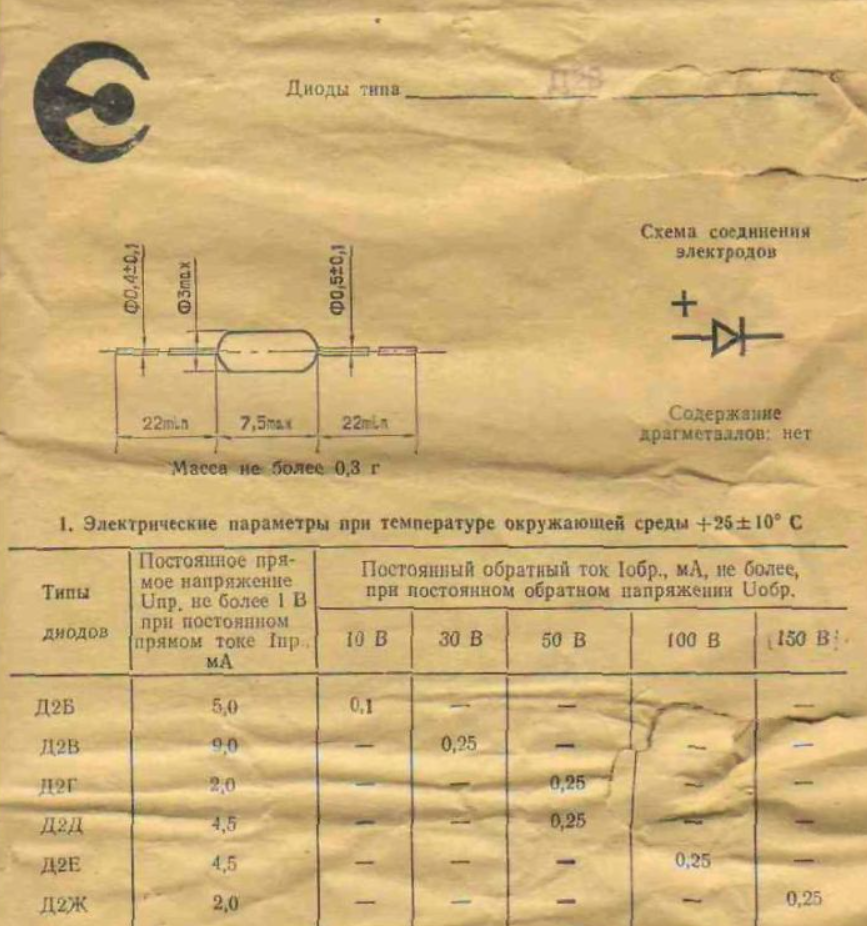 Диоды типа
Схема соединения
электродов
Ф0,4±0,1
Ф3max
Ф0,5±0,1
+
22min
7,5max
22min
Содержание
драгметаллов: нет
Масса не более 0,3 г
1. Электрические параметры при температуре окружающей среды +25±10° С
Типы
диодов
Постоянное пря-
мое напряжение
Uпр. не более 1 В
при постоянном
прямом токе Iпр.,
мА
Постоянный обратный ток Iобр., мА, не более,
при постоянном обратном напряжении Uобр.
10 В 30 В 50 В 100 В 150 В
Д2Б 5,0 0,1 — — — —
Д2В 9,0 — 0,25 — — —
Д2Г 2,0 — — 0,25 — —
Д2Д 4,5 — — 0,25 — —
Д2Е 4,5 — — — 0,25 —
Д2Ж 2,0 — — — — 0,25